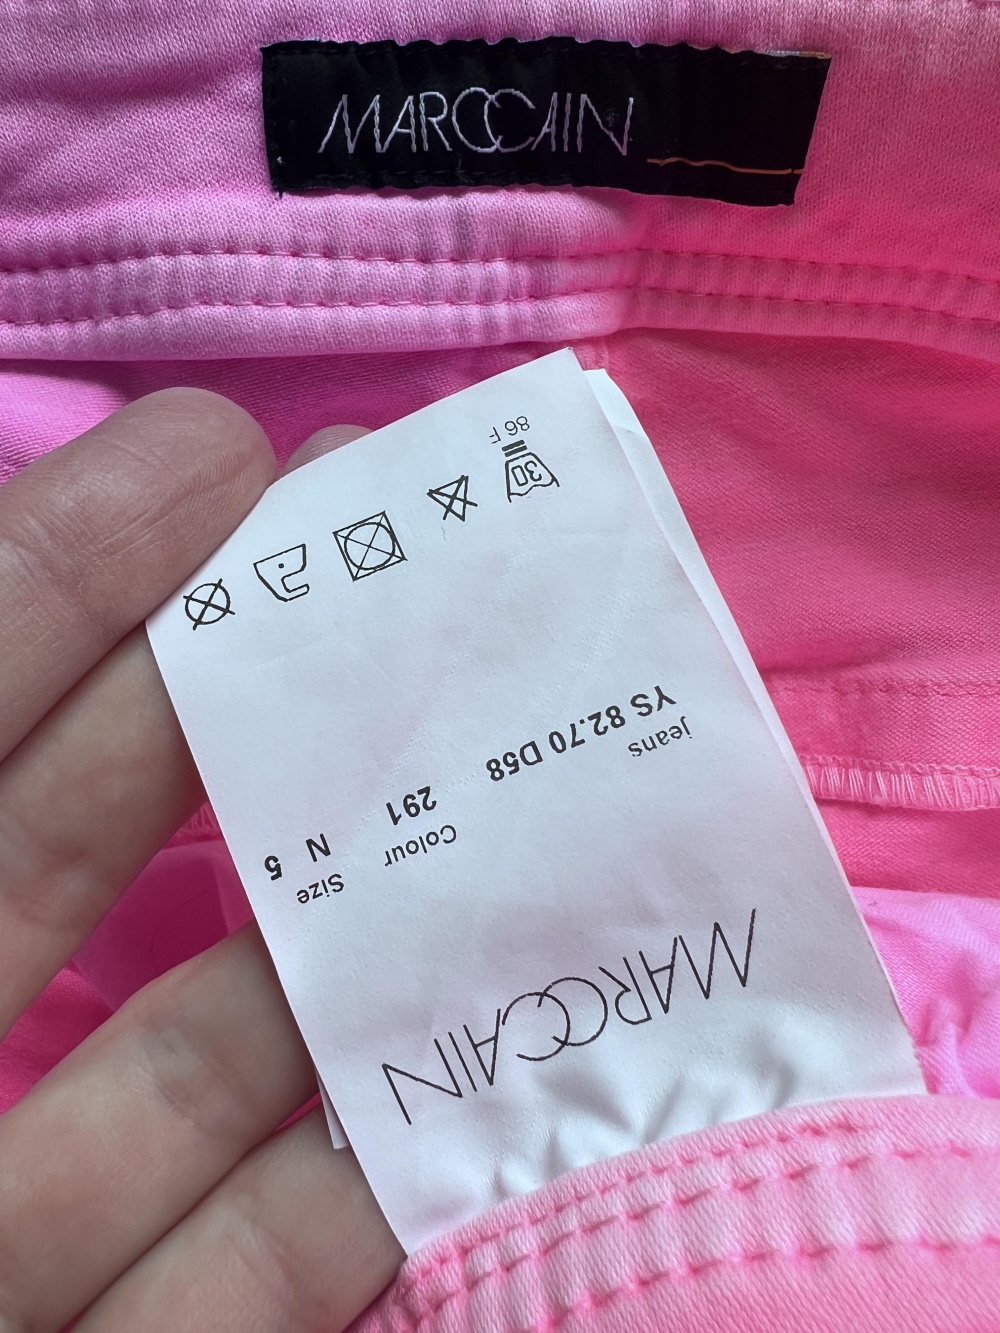 MARCCAIN
MARCCAIN
Size
Colour
jeans
N 5
291
YS 82.70 D58
30
86 F